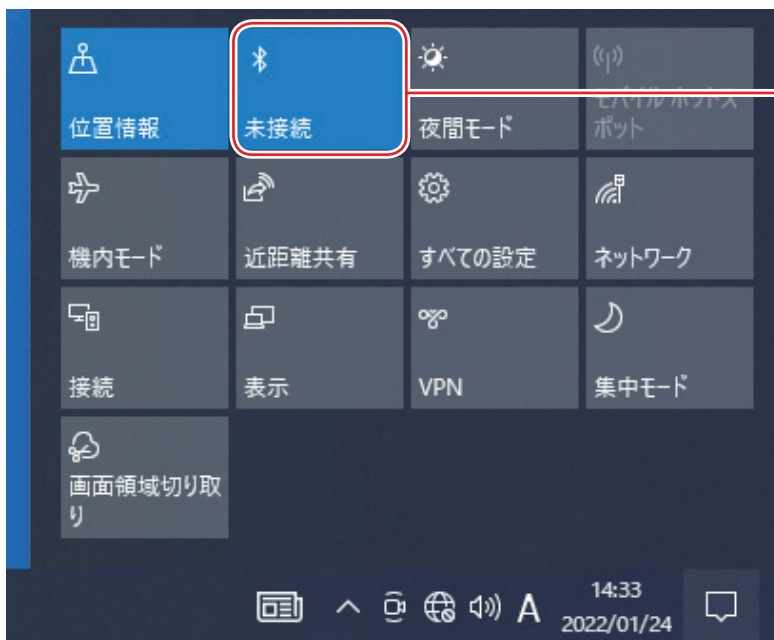 位置情報
未接続
夜間モード
モバイル ホットス
ポット
機内モード
近距離共有
すべての設定
ネットワーク
接続
表示
VPN
集中モード
画面領域切り取
り
A
14:33
2022/01/24